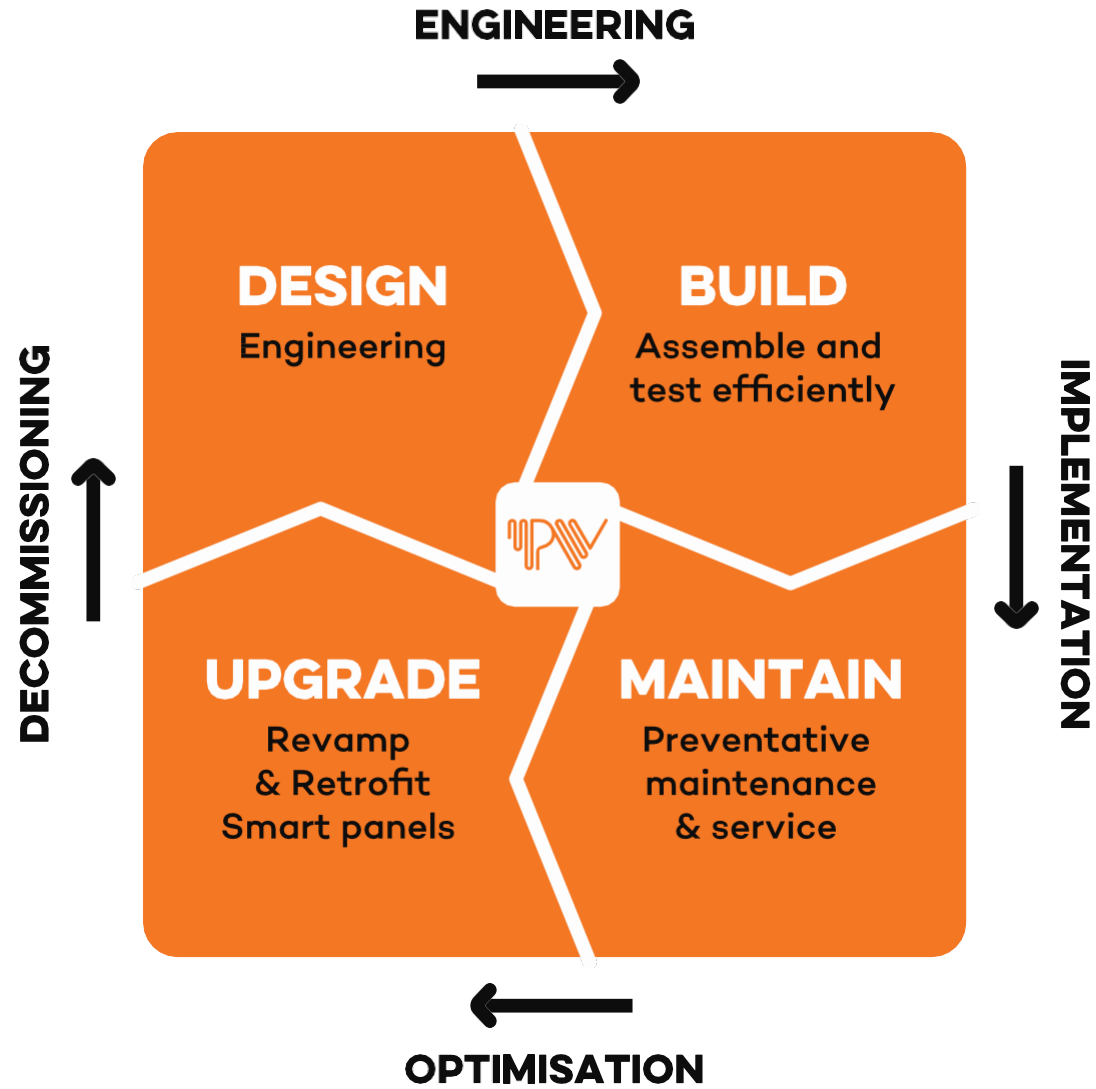 ENGINEERING
DESIGN
Engineering
BUILD
Assemble and
test efficiently
DECOMMISSIONING
IMPLEMENTATION
UPGRADE
Revamp
& Retrofit
Smart panels
MAINTAIN
Preventative
maintenance
& service
OPTIMISATION